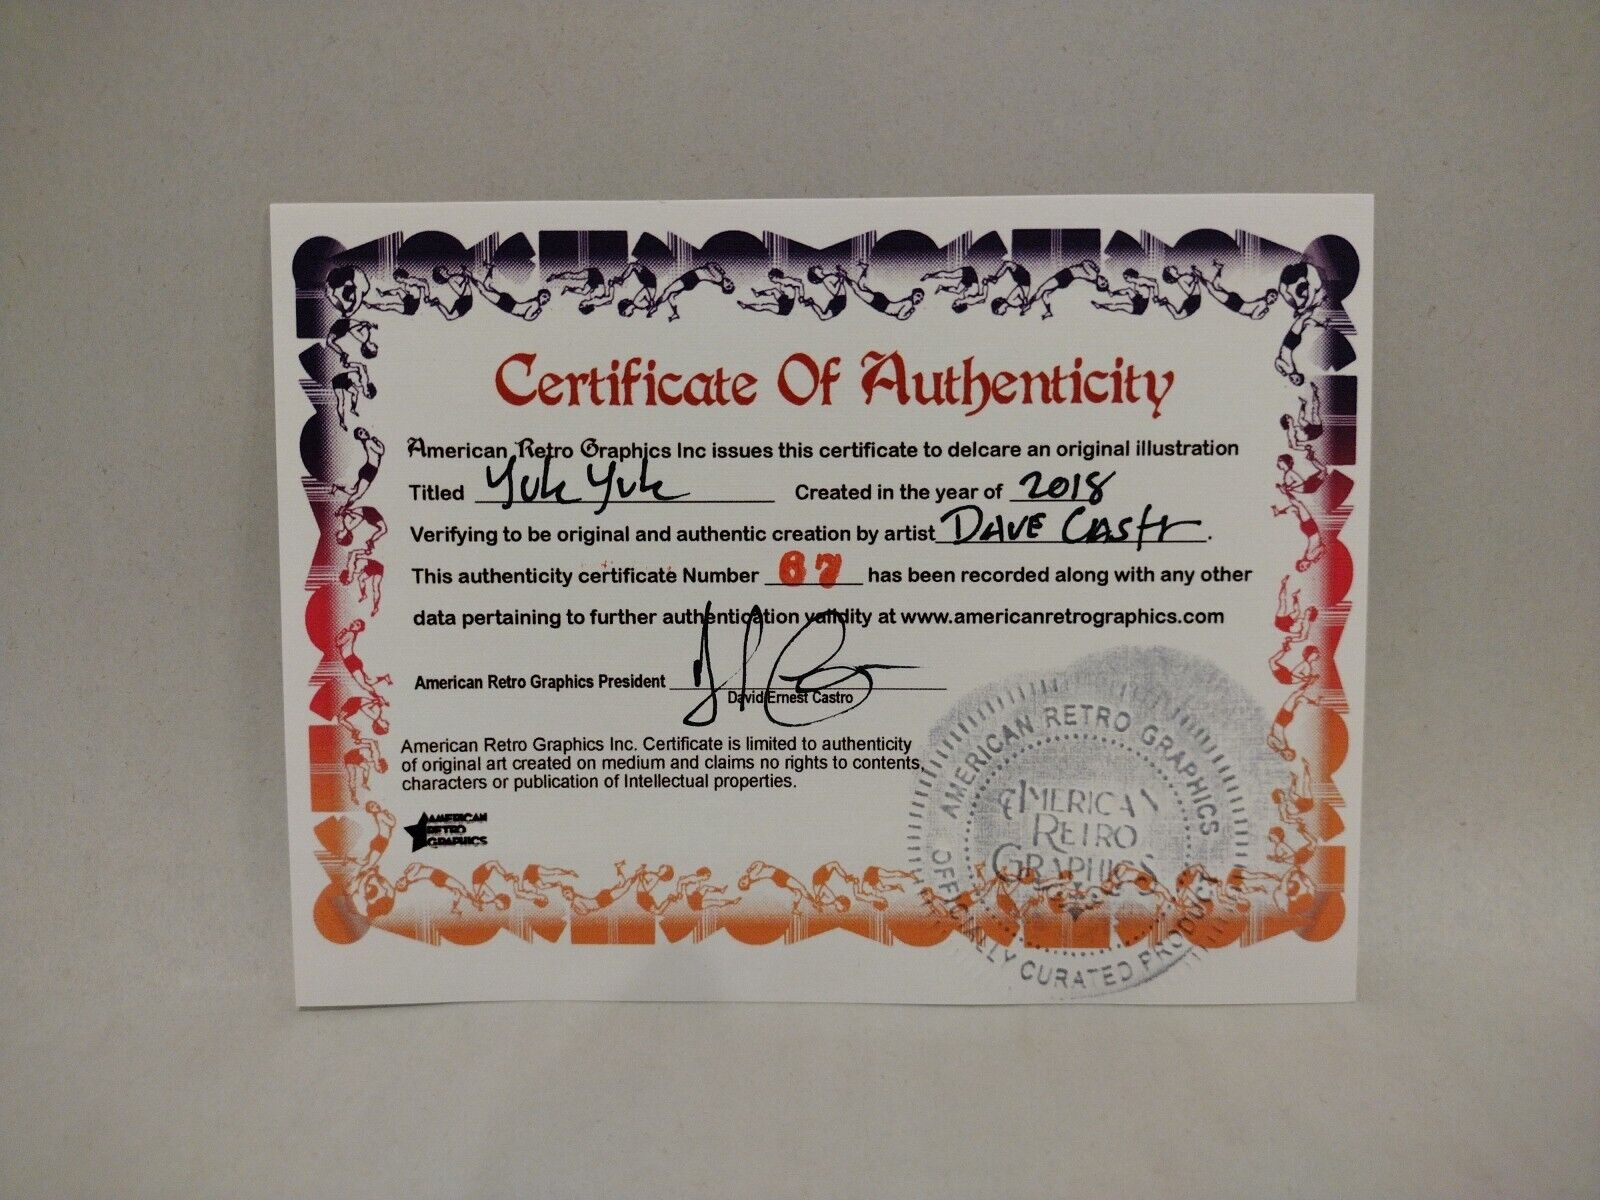 Certificate Of Authenticity
American Retro Graphics Inc issues this certificate to delcare an original illustration
Titled Yuk Yuk Created in the year of 2018
Verifying to be original and authentic creation by artist Dave Castr.
This authenticity certificate Number 67 has been recorded along with any other
data pertaining to further authentication validity at www.americanretrographics.com
American Retro Graphics President
David Ernest Castro
American Retro Graphics Inc. Certificate is limited to authenticity
of original art created on medium and claims no rights to contents,
characters or publication of Intellectual properties.
AMERICAN
RETRO
GRAPHICS
AMERICAN RETRO GRAPHICS
AMERICAN
RETRO
GRAPHICS
OFFICIALLY CURATED PRODUCT